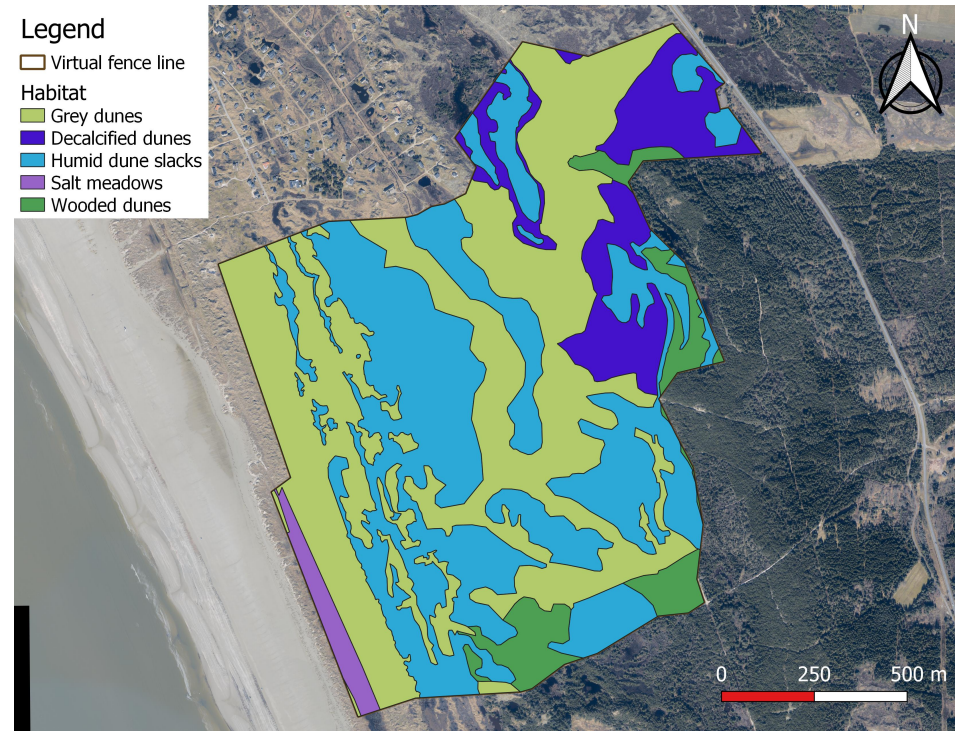 Legend
Virtual fence line
Habitat
Grey dunes
Decalcified dunes
Humid dune slacks
Salt meadows
Wooded dunes
N
0 250 500 m